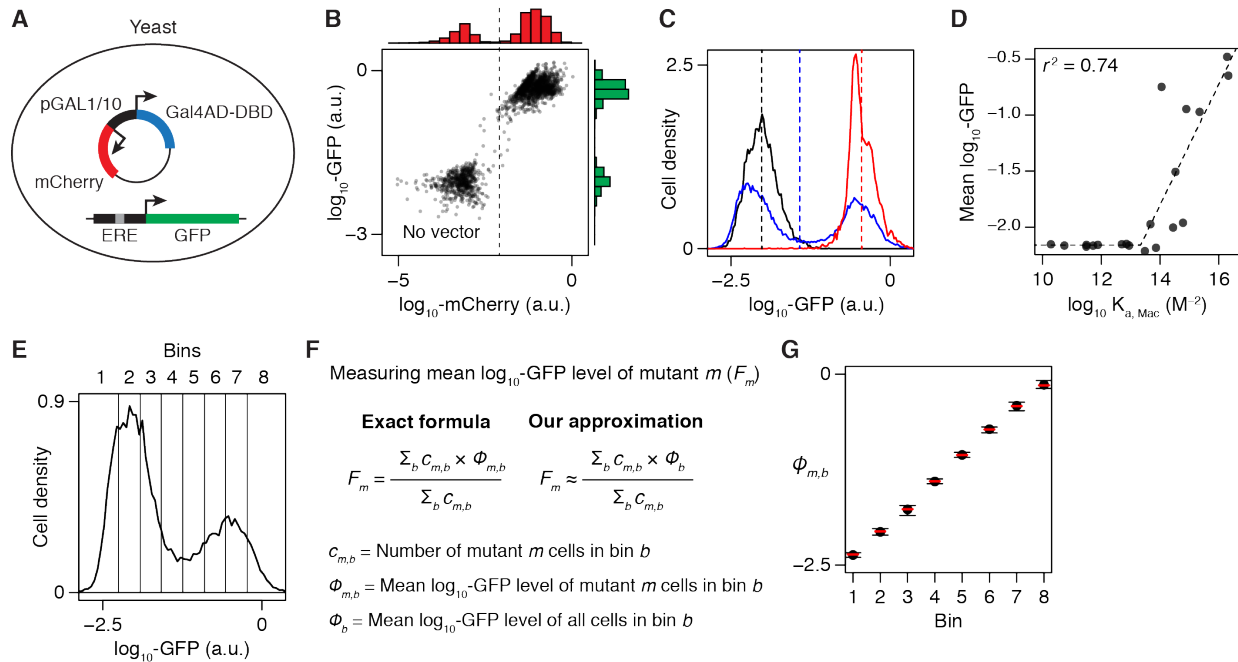 A
Yeast
pGAL1/10
Gal4AD-DBD
mCherry
ERE
GFP
B
0
−3
log10-GFP (a.u.)
No vector
−5
0
log10-mCherry (a.u.)
C
2.5
0
Cell density
−2.5
0
log10-GFP (a.u.)
D
r² = 0.74
−0.5
−1.0
−1.5
−2.0
Mean log10-GFP
10
12
14
16
log10 Ka, Mac (M−2)
E
Bins
1 2 3 4 5 6 7 8
0.9
0
Cell density
−2.5
0
log10-GFP (a.u.)
F
Measuring mean log10-GFP level of mutant m (Fm)
Exact formula
Fm = Σb cm,b × Φm,b / Σb cm,b
Our approximation
Fm ≈ Σb cm,b × Φb / Σb cm,b
cm,b = Number of mutant m cells in bin b
Φm,b = Mean log10-GFP level of mutant m cells in bin b
Φb = Mean log10-GFP level of all cells in bin b
G
0
Φm,b
−2.5
1 2 3 4 5 6 7 8
Bin